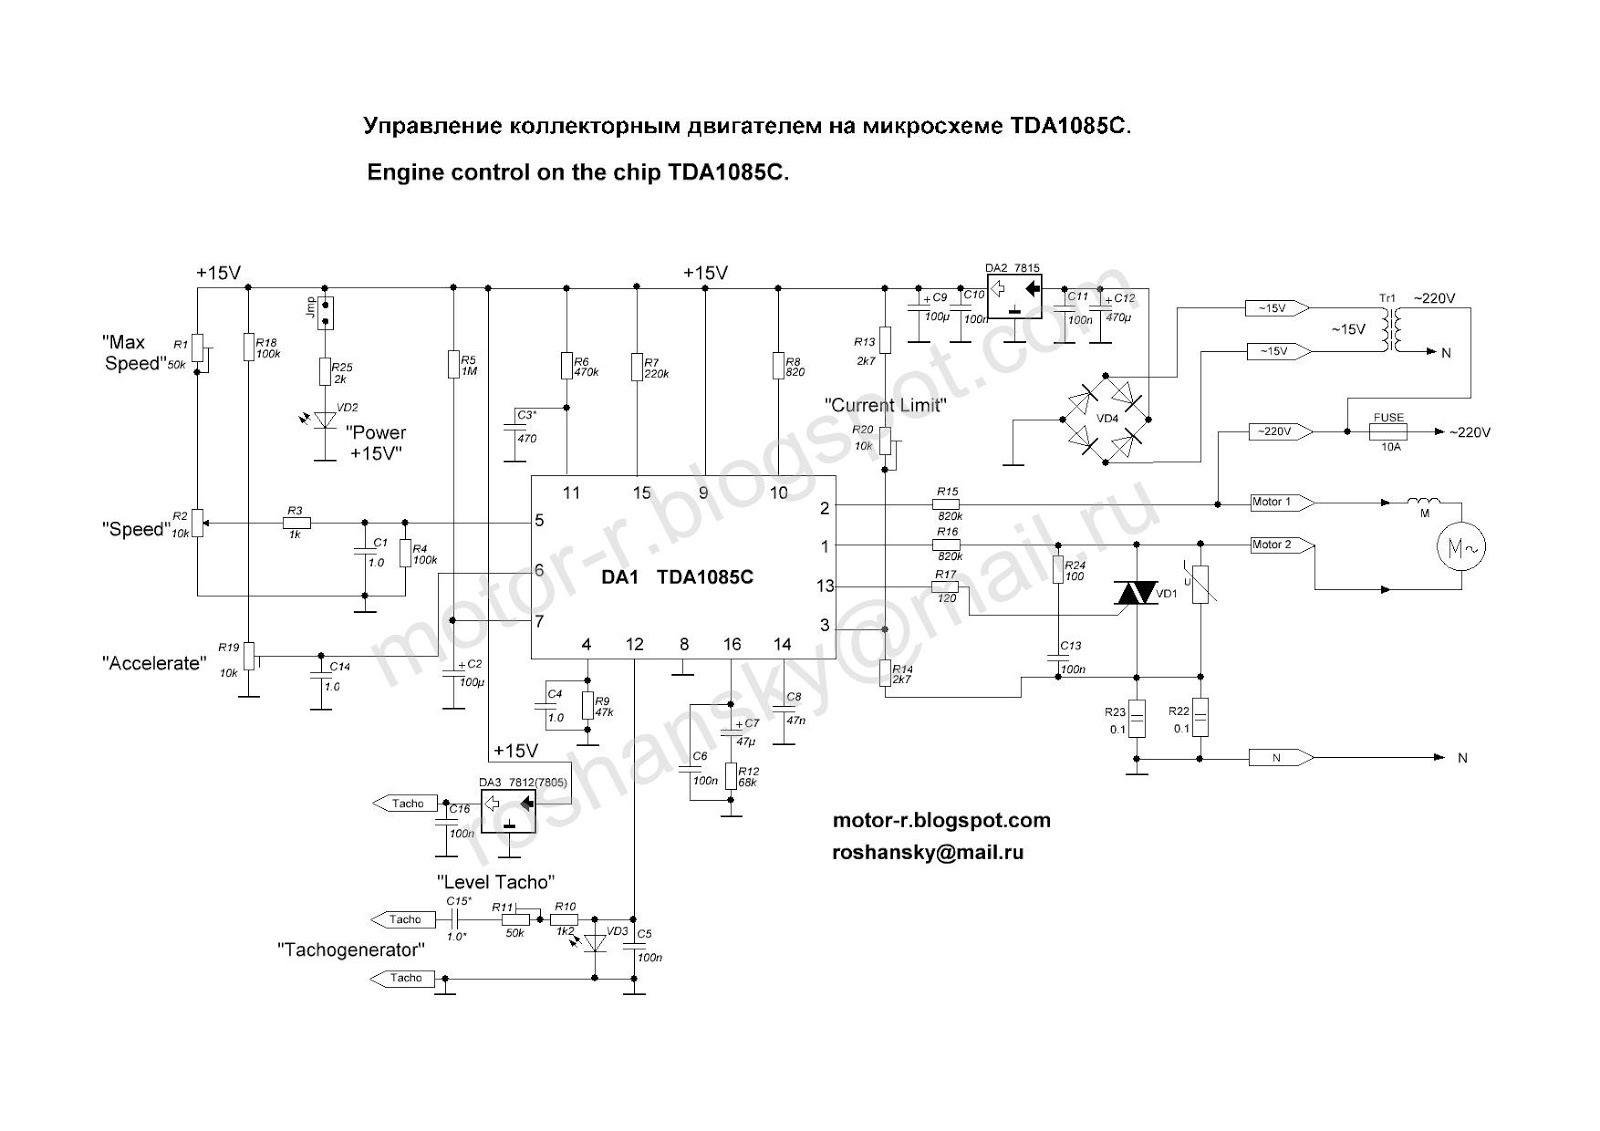 Управление коллекторным двигателем на микросхеме TDA1085C.
Engine control on the chip TDA1085C.
+15V
+15V
DA2 7815
C9
100µ
C10
100n
C11
100n
C12
470µ
~15V
~15V
Tr1
~15V
~220V
N
Jmp
"Max
Speed"
R1
50k
R18
100k
R25
2k
VD2
"Power
+15V"
R5
1M
R6
470k
R7
220k
R8
820
R13
2k7
C3*
470
"Current Limit"
R20
10k
VD4
~220V
FUSE
10A
~220V
11
15
9
10
"Speed"
R2
10k
R3
1k
C1
1.0
R4
100k
5
6
7
DA1 TDA1085C
2
1
13
3
R15
820k
R16
820k
R17
120
R24
100
VD1
U
Motor 1
Motor 2
M
M~
4
12
8
16
14
"Accelerate"
R19
10k
C14
1.0
C2
100µ
C4
1.0
R9
47k
C8
47n
C7
47µ
C6
100n
R12
68k
R14
2k7
C13
100n
R23
0.1
R22
0.1
N
N
+15V
DA3 7812(7805)
Tacho
C16
100n
"Level Tacho"
Tacho
C15*
1.0*
R11
50k
R10
1k2
VD3
C5
100n
"Tachogenerator"
Tacho
motor-r.blogspot.com
roshansky@mail.ru
motor-r.blogspot.com
roshansky@mail.ru